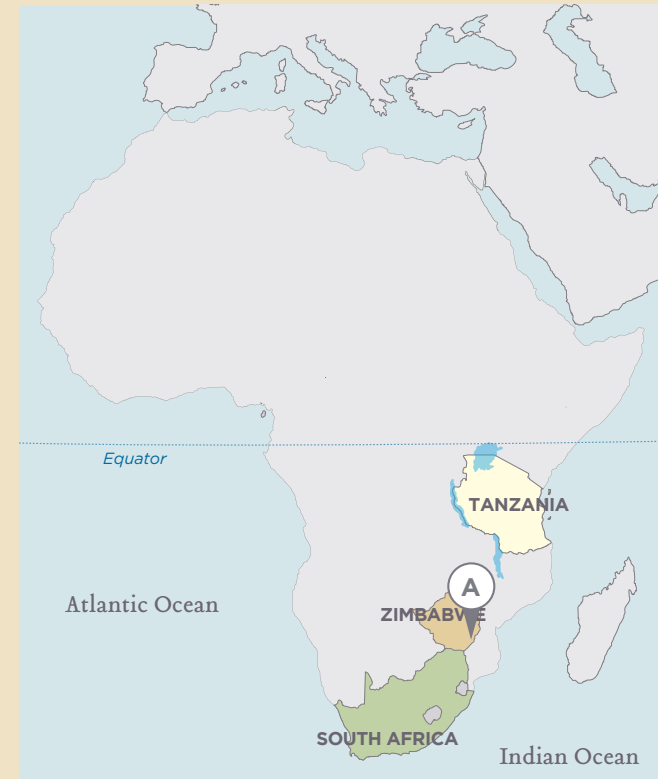 Equator
TANZANIA
A
ZIMBABWE
Atlantic Ocean
SOUTH AFRICA
Indian Ocean